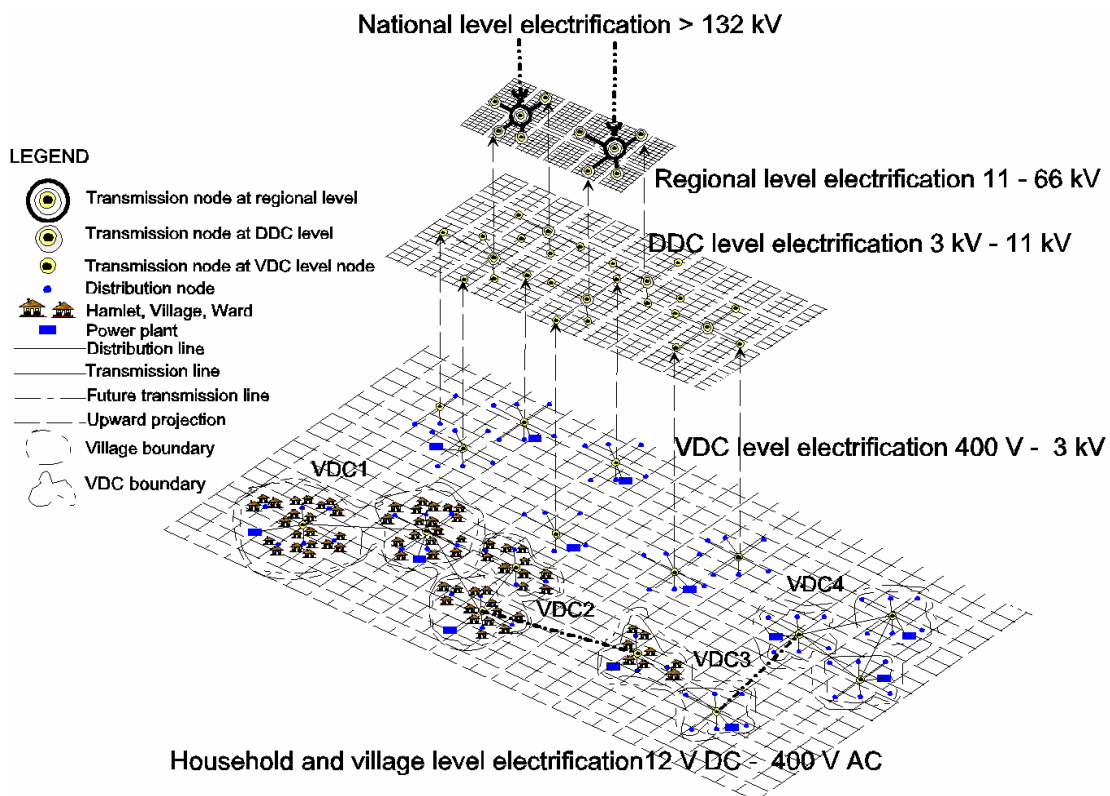 National level electrification > 132 kV
LEGEND
Transmission node at regional level
Transmission node at DDC level
Transmission node at VDC level node
Distribution node
Hamlet, Village, Ward
Power plant
Distribution line
Transmission line
Future transmission line
Upward projection
Village boundary
VDC boundary
Regional level electrification 11 - 66 kV
DDC level electrification 3 kV - 11 kV
VDC level electrification 400 V - 3 kV
VDC1
VDC2
VDC3
VDC4
Household and village level electrification12 V DC - 400 V AC